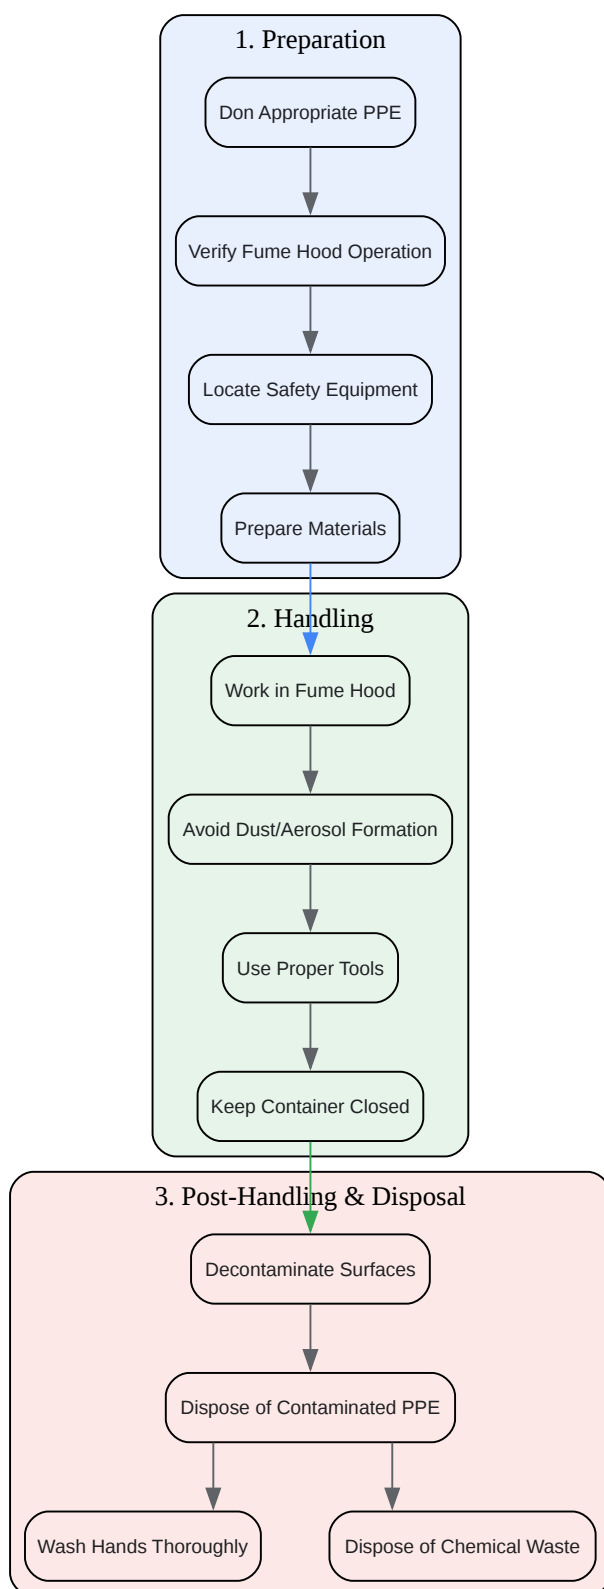 1. Preparation
Don Appropriate PPE
Verify Fume Hood Operation
Locate Safety Equipment
Prepare Materials
2. Handling
Work in Fume Hood
Avoid Dust/Aerosol Formation
Use Proper Tools
Keep Container Closed
3. Post-Handling & Disposal
Decontaminate Surfaces
Dispose of Contaminated PPE
Wash Hands Thoroughly
Dispose of Chemical Waste